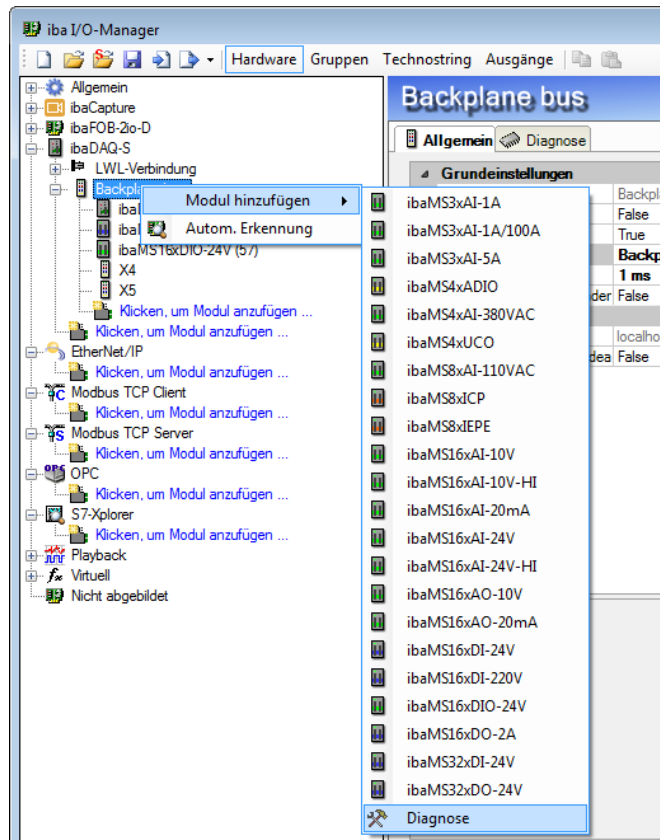 iba I/O-Manager
Hardware Gruppen Technostring Ausgänge
Allgemein
ibaCapture
ibaFOB-2io-D
ibaDAQ-S
LWL-Verbindung
Backpla
iba
iba
ibaMS16xDIO-24V (57)
X4
X5
Klicken, um Modul anzufügen ...
Klicken, um Modul anzufügen ...
EtherNet/IP
Klicken, um Modul anzufügen ...
Modbus TCP Client
Klicken, um Modul anzufügen ...
Modbus TCP Server
Klicken, um Modul anzufügen ...
OPC
Klicken, um Modul anzufügen ...
S7-Xplorer
Klicken, um Modul anzufügen ...
Playback
Virtuell
Nicht abgebildet
Modul hinzufügen
Autom. Erkennung
Backplane bus
Allgemein Diagnose
Grundeinstellungen
Backpl
False
True
Backp
1 ms
der False
localho
dea False
ibaMS3xAI-1A
ibaMS3xAI-1A/100A
ibaMS3xAI-5A
ibaMS4xADIO
ibaMS4xAI-380VAC
ibaMS4xUCO
ibaMS8xAI-110VAC
ibaMS8xICP
ibaMS8xIEPE
ibaMS16xAI-10V
ibaMS16xAI-10V-HI
ibaMS16xAI-20mA
ibaMS16xAI-24V
ibaMS16xAI-24V-HI
ibaMS16xAO-10V
ibaMS16xAO-20mA
ibaMS16xDI-24V
ibaMS16xDI-220V
ibaMS16xDIO-24V
ibaMS16xDO-2A
ibaMS32xDI-24V
ibaMS32xDO-24V
Diagnose